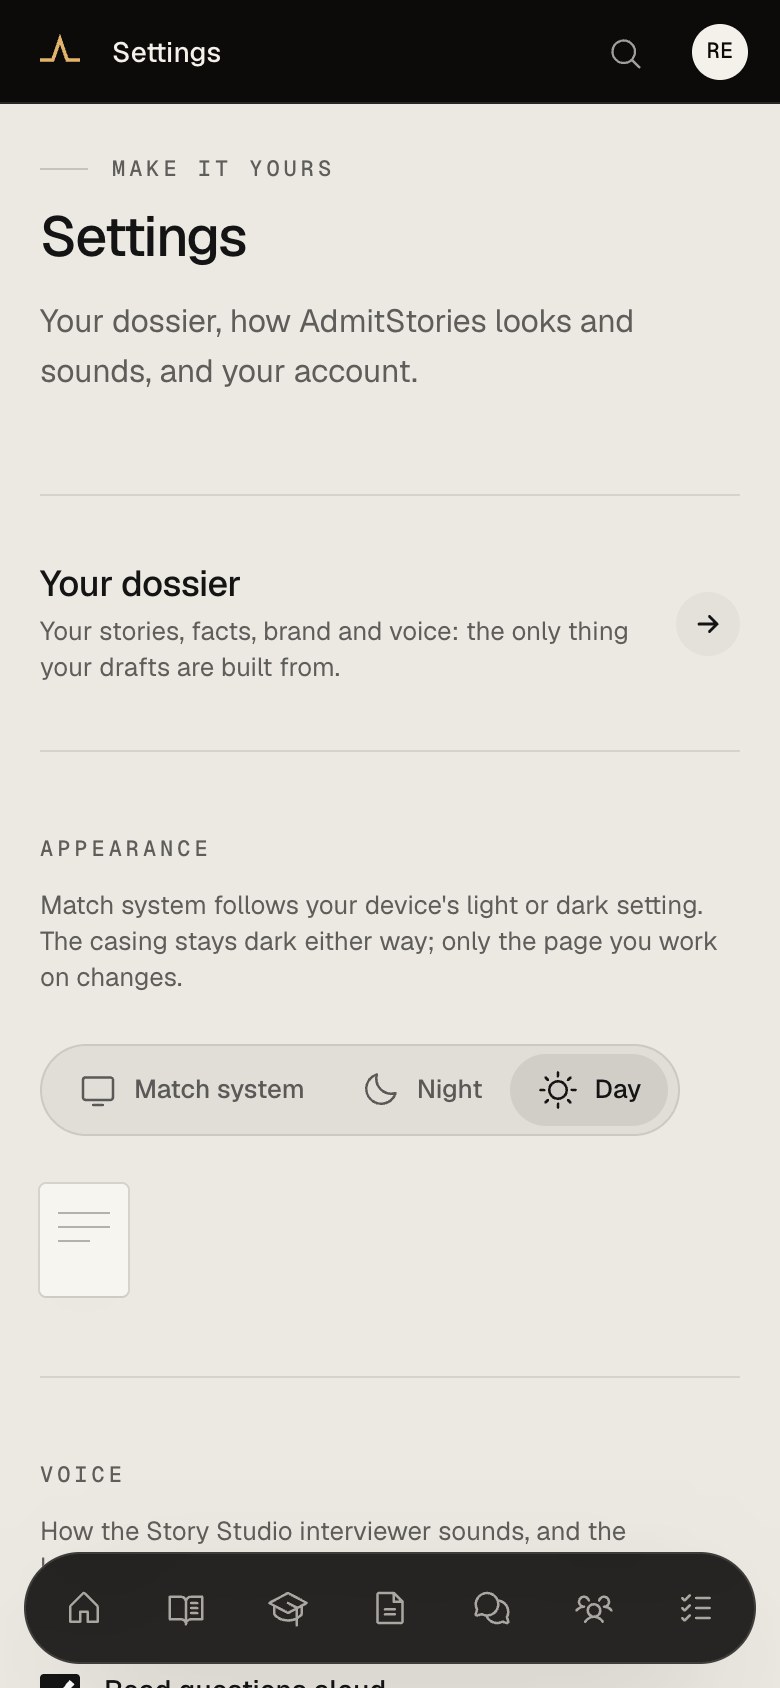 Settings
RE
MAKE IT YOURS
Settings
Your dossier, how AdmitStories looks and
sounds, and your account.
Your dossier
Your stories, facts, brand and voice: the only thing
your drafts are built from.
APPEARANCE
Match system follows your device's light or dark setting.
The casing stays dark either way; only the page you work
on changes.
Match system
Night
Day
VOICE
How the Story Studio interviewer sounds, and the
Read questions aloud